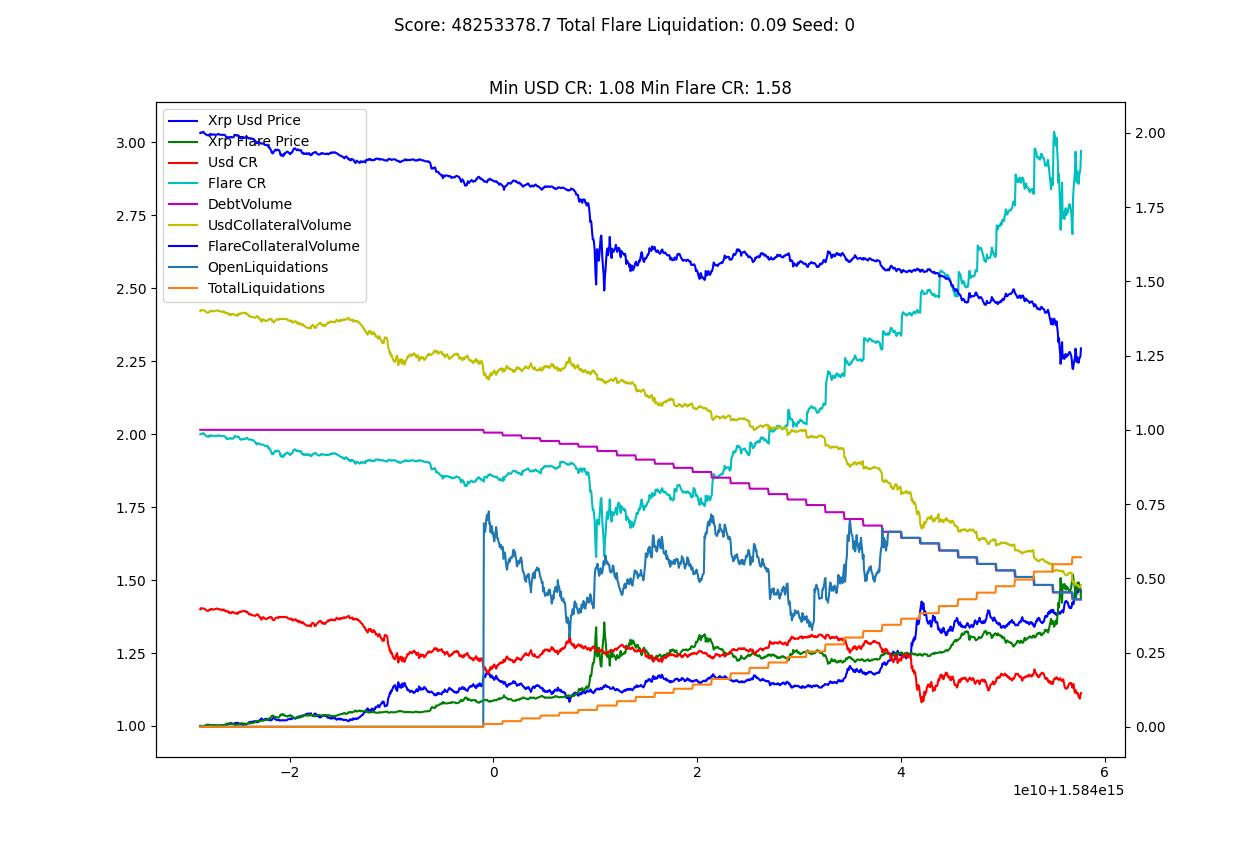 Score: 48253378.7 Total Flare Liquidation: 0.09 Seed: 0
Min USD CR: 1.08 Min Flare CR: 1.58
Xrp Usd Price
Xrp Flare Price
Usd CR
Flare CR
DebtVolume
UsdCollateralVolume
FlareCollateralVolume
OpenLiquidations
TotalLiquidations
3.00
2.75
2.50
2.25
2.00
1.75
1.50
1.25
1.00
2.00
1.75
1.50
1.25
1.00
0.75
0.50
0.25
0.00
−2 0 2 4 6
1e10+1.584e15